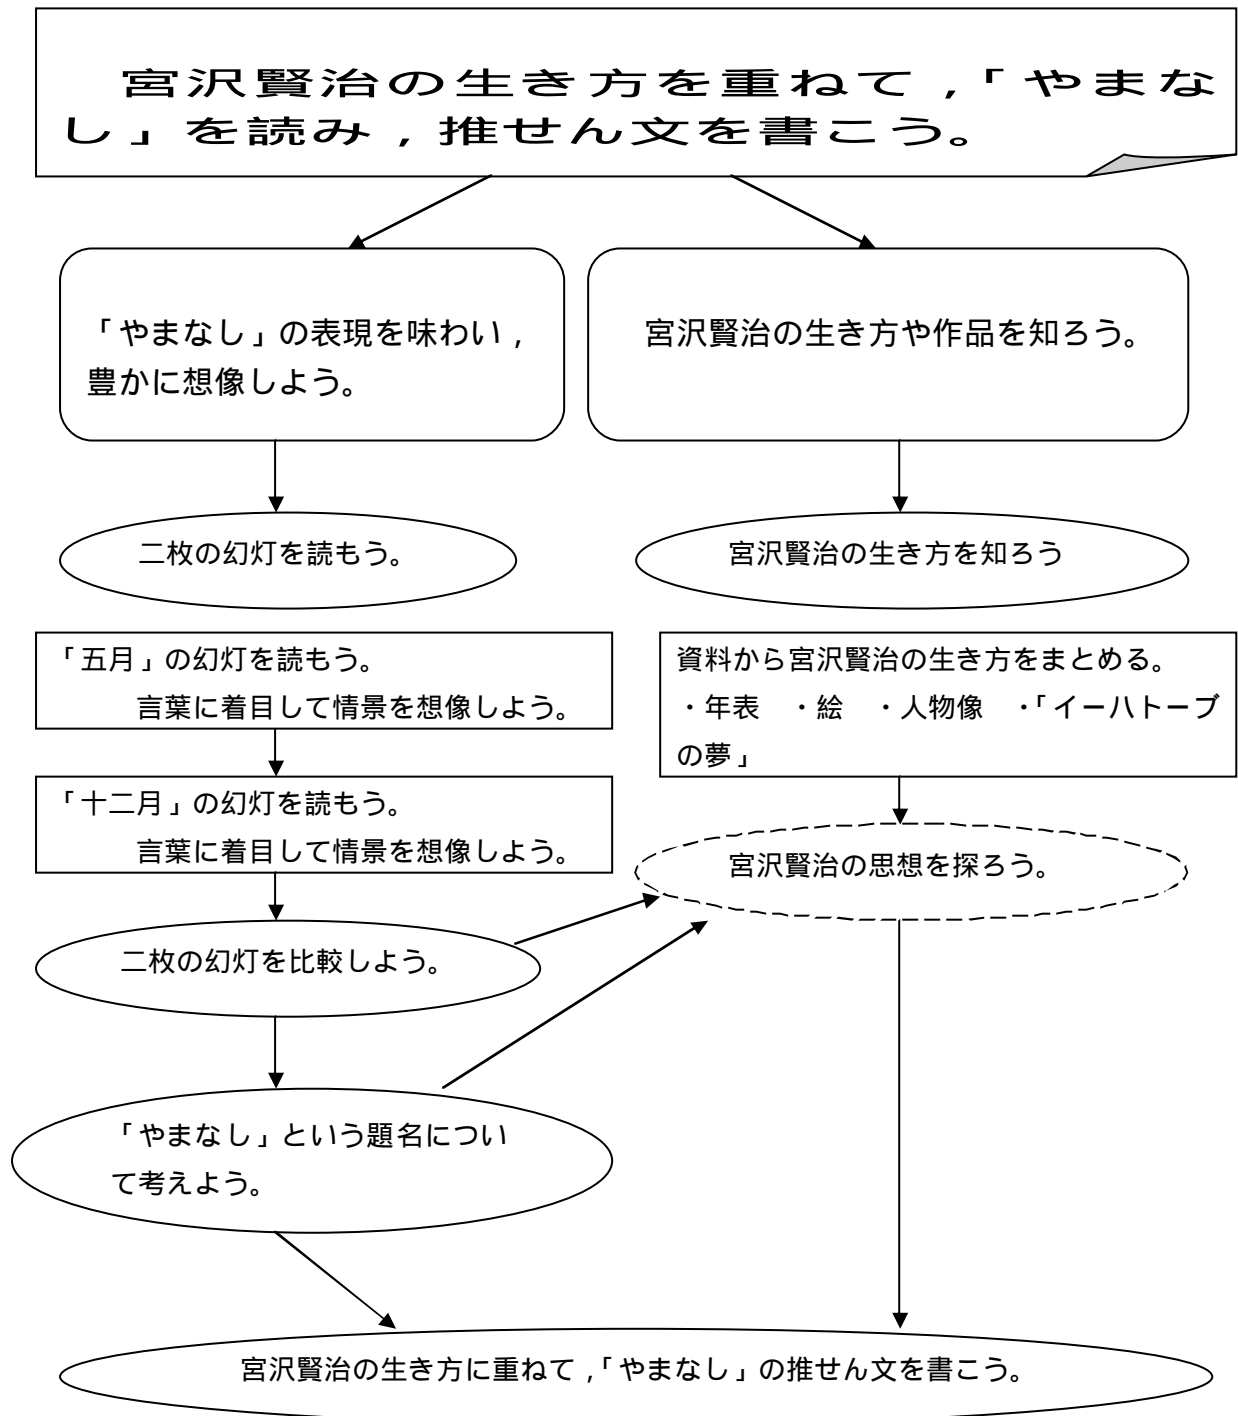 宮沢賢治の生き方を重ねて，「やまな
し」を読み，推せん文を書こう。
「やまなし」の表現を味わい，
豊かに想像しよう。
宮沢賢治の生き方や作品を知ろう。
二枚の幻灯を読もう。
宮沢賢治の生き方を知ろう
「五月」の幻灯を読もう。
言葉に着目して情景を想像しよう。
資料から宮沢賢治の生き方をまとめる。
・年表　・絵　・人物像　・「イーハトーブ
の夢」
「十二月」の幻灯を読もう。
言葉に着目して情景を想像しよう。
宮沢賢治の思想を探ろう。
二枚の幻灯を比較しよう。
「やまなし」という題名につい
て考えよう。
宮沢賢治の生き方に重ねて，「やまなし」の推せん文を書こう。